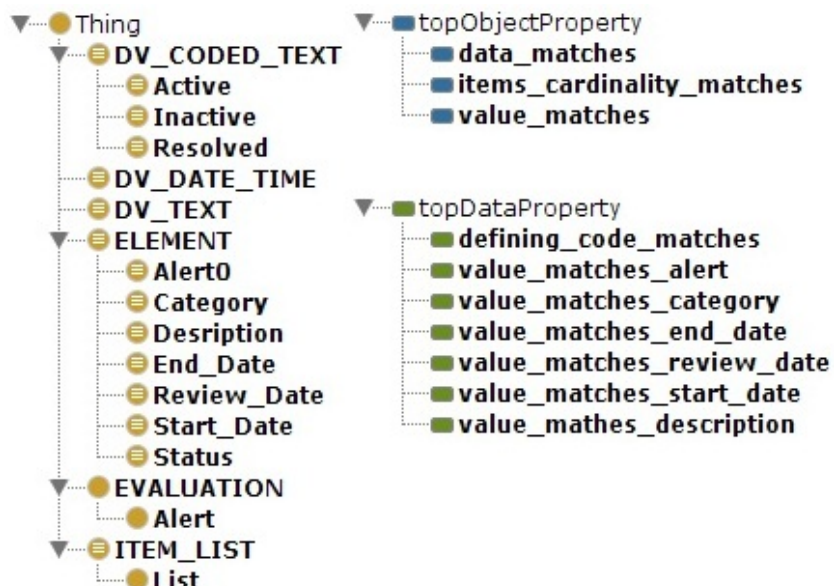 Thing
DV_CODED_TEXT
Active
Inactive
Resolved
DV_DATE_TIME
DV_TEXT
ELEMENT
Alert0
Category
Desription
End_Date
Review_Date
Start_Date
Status
EVALUATION
Alert
ITEM_LIST
List
topObjectProperty
data_matches
items_cardinality_matches
value_matches
topDataProperty
defining_code_matches
value_matches_alert
value_matches_category
value_matches_end_date
value_matches_review_date
value_matches_start_date
value_mathes_description